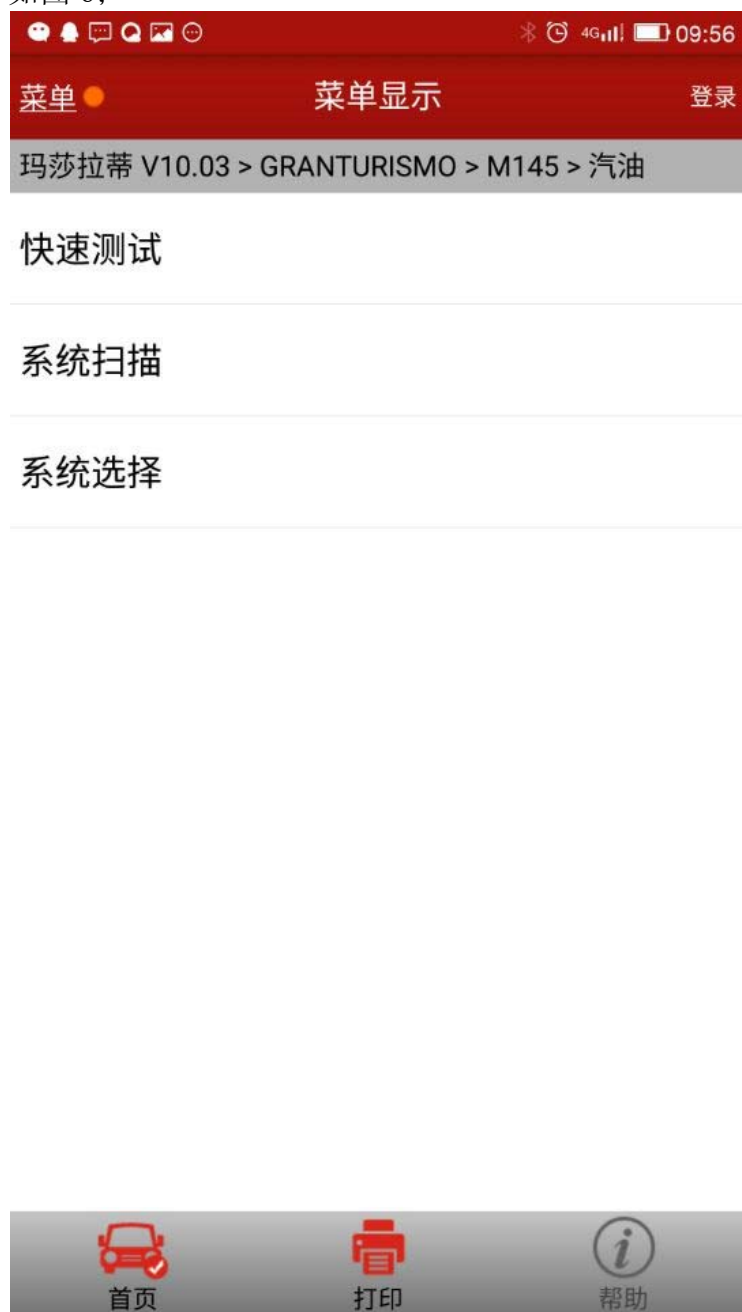 4G 09:56
菜单 菜单显示 登录
玛莎拉蒂 V10.03 > GRANTURISMO > M145 > 汽油
快速测试
系统扫描
系统选择
首页 打印 帮助